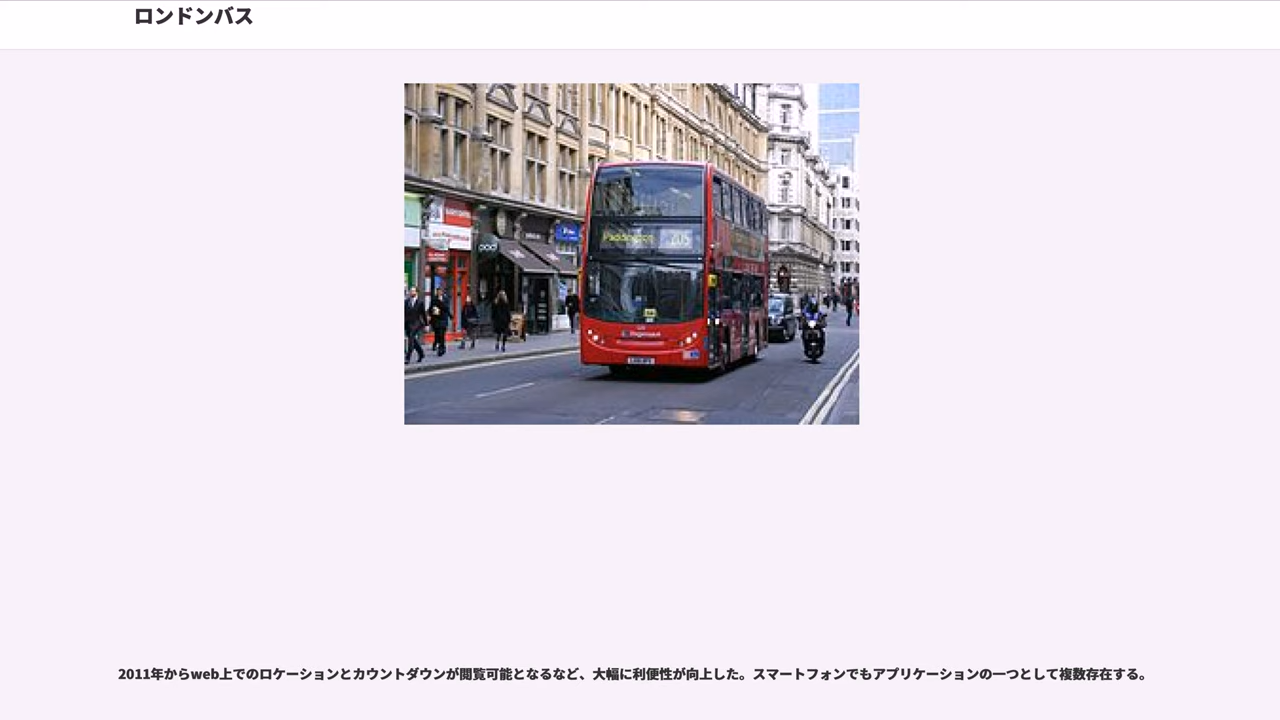 ロンドンバス
Paddington
205
pod
2011年からweb上でのロケーションとカウントダウンが閲覧可能となるなど、大幅に利便性が向上した。スマートフォンでもアプリケーションの一つとして複数存在する。